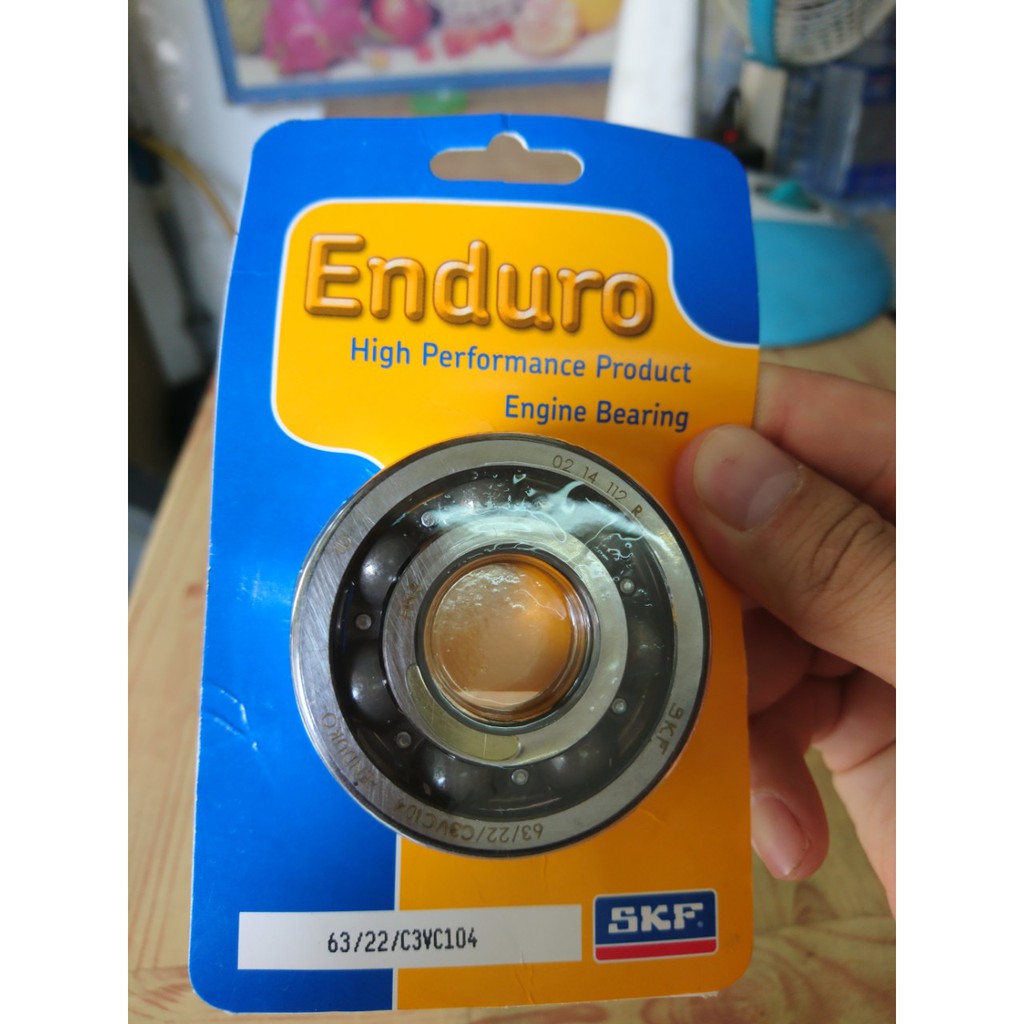 Enduro
High Performance Product
Engine Bearing
02 14 112 R
SKF
63/22/C3VC104
ENDURO
63/22/C3VC104
SKF